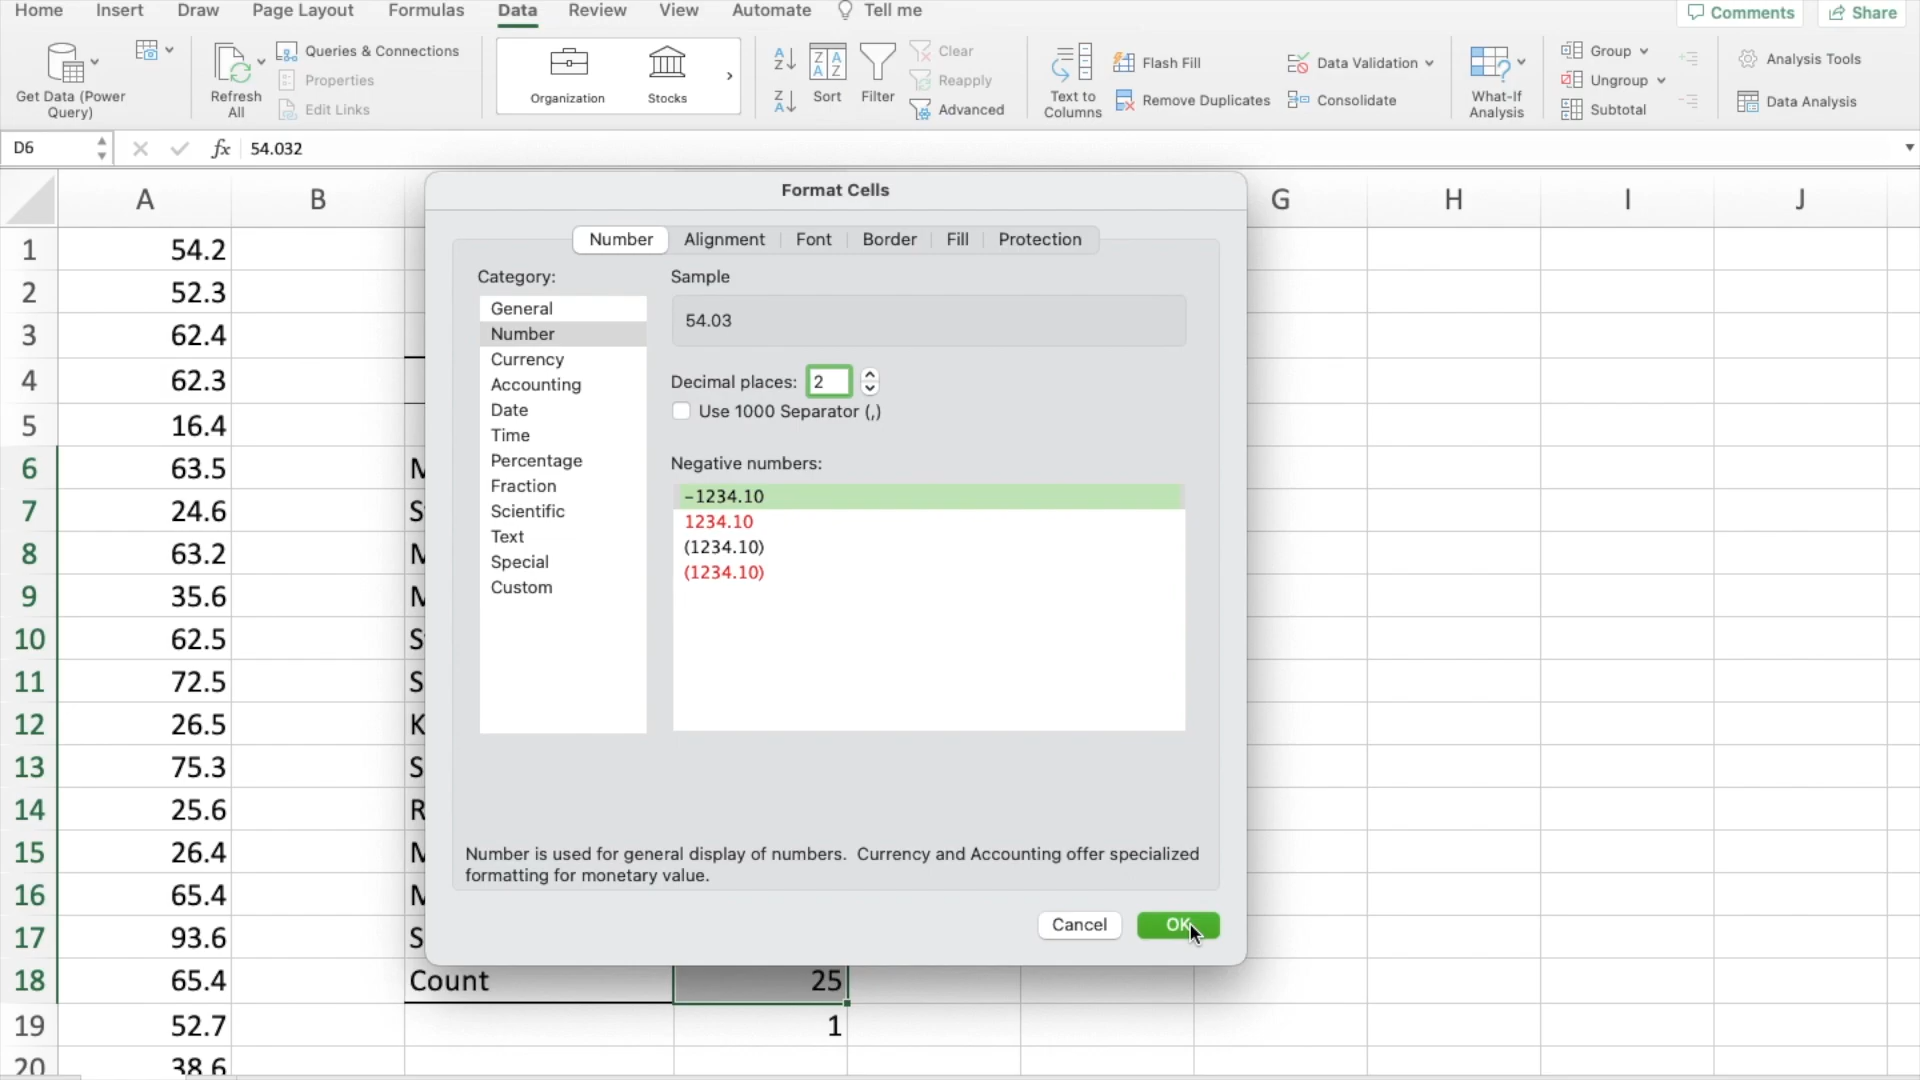 Home Insert Draw Page Layout Formulas Data Review View Automate Tell me Comments Share
Get Data (Power Query)
Refresh All
Queries & Connections
Properties
Edit Links
Organization
Stocks
Sort
Filter
Clear
Reapply
Advanced
Text to Columns
Flash Fill
Remove Duplicates
Data Validation
Consolidate
What-If Analysis
Group
Ungroup
Subtotal
Analysis Tools
Data Analysis
D6 fx 54.032
A B G H I J
1 54.2
2 52.3
3 62.4
4 62.3
5 16.4
6 63.5 M
7 24.6 S
8 63.2 M
9 35.6 M
10 62.5 S
11 72.5 S
12 26.5 K
13 75.3 S
14 25.6 R
15 26.4 M
16 65.4 M
17 93.6 S
18 65.4 Count 25
19 52.7 1
20 38.6
Format Cells
Number Alignment Font Border Fill Protection
Category:
General
Number
Currency
Accounting
Date
Time
Percentage
Fraction
Scientific
Text
Special
Custom
Sample
54.03
Decimal places: 2
Use 1000 Separator (,)
Negative numbers:
-1234.10
1234.10
(1234.10)
(1234.10)
Number is used for general display of numbers. Currency and Accounting offer specialized
formatting for monetary value.
Cancel OK